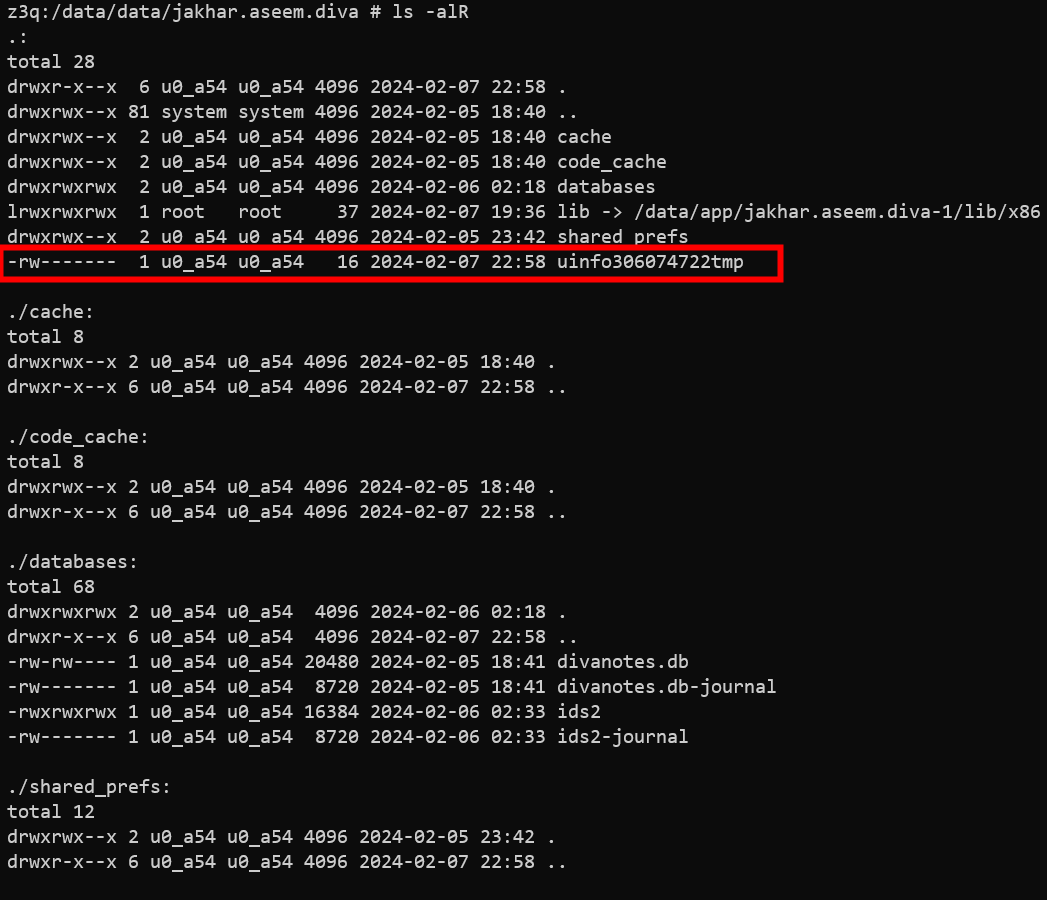 z3q:/data/data/jakhar.aseem.diva # ls -alR
.:
total 28
drwxr-x--x  6 u0_a54 u0_a54 4096 2024-02-07 22:58 .
drwxrwx--x 81 system system 4096 2024-02-05 18:40 ..
drwxrwx--x  2 u0_a54 u0_a54 4096 2024-02-05 18:40 cache
drwxrwx--x  2 u0_a54 u0_a54 4096 2024-02-05 18:40 code_cache
drwxrwxrwx  2 u0_a54 u0_a54 4096 2024-02-06 02:18 databases
lrwxrwxrwx  1 root   root     37 2024-02-07 19:36 lib -> /data/app/jakhar.aseem.diva-1/lib/x86
drwxrwx--x  2 u0_a54 u0_a54 4096 2024-02-05 23:42 shared_prefs
-rw-------  1 u0_a54 u0_a54   16 2024-02-07 22:58 uinfo306074722tmp

./cache:
total 8
drwxrwx--x 2 u0_a54 u0_a54 4096 2024-02-05 18:40 .
drwxr-x--x 6 u0_a54 u0_a54 4096 2024-02-07 22:58 ..

./code_cache:
total 8
drwxrwx--x 2 u0_a54 u0_a54 4096 2024-02-05 18:40 .
drwxr-x--x 6 u0_a54 u0_a54 4096 2024-02-07 22:58 ..

./databases:
total 68
drwxrwxrwx 2 u0_a54 u0_a54  4096 2024-02-06 02:18 .
drwxr-x--x 6 u0_a54 u0_a54  4096 2024-02-07 22:58 ..
-rw-rw---- 1 u0_a54 u0_a54 20480 2024-02-05 18:41 divanotes.db
-rw------- 1 u0_a54 u0_a54  8720 2024-02-05 18:41 divanotes.db-journal
-rwxrwxrwx 1 u0_a54 u0_a54 16384 2024-02-06 02:33 ids2
-rw------- 1 u0_a54 u0_a54  8720 2024-02-06 02:33 ids2-journal

./shared_prefs:
total 12
drwxrwx--x 2 u0_a54 u0_a54 4096 2024-02-05 23:42 .
drwxr-x--x 6 u0_a54 u0_a54 4096 2024-02-07 22:58 ..